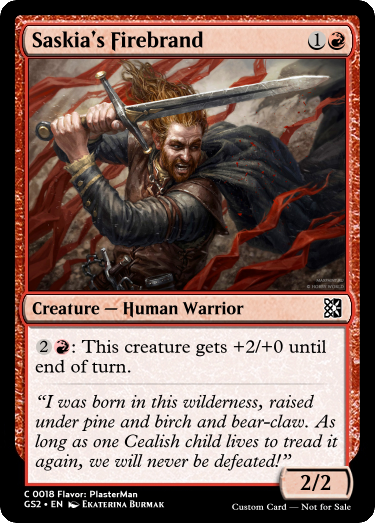 Saskia's Firebrand 1
Creature — Human Warrior
2 : This creature gets +2/+0 until
end of turn.
“I was born in this wilderness, raised
under pine and birch and bear-claw. As
long as one Cealish child lives to tread it
again, we will never be defeated!”
2/2
C 0018 Flavor: PlasterMan
GS2 • EN Ekaterina Burmak
Custom Card — Not for Sale